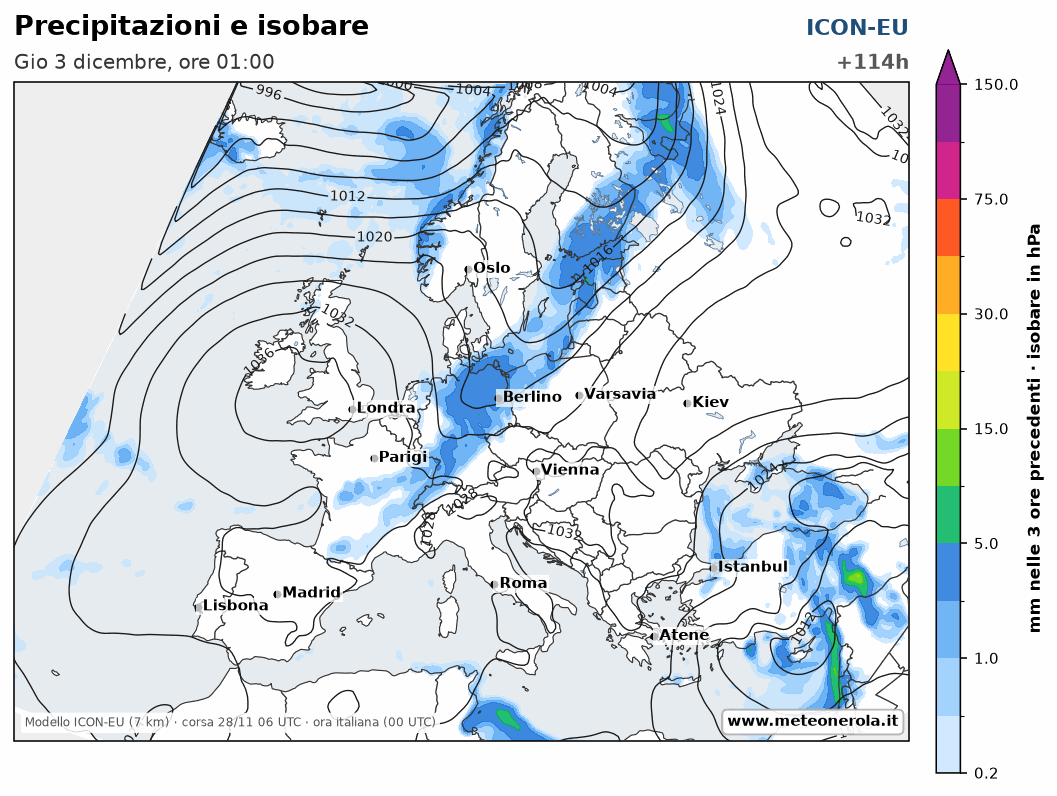 Precipitazioni e isobare
ICON-EU
Gio 3 dicembre, ore 01:00
+114h
996
1004
1004
1024
1032
1012
1032
1020
Oslo
1016
1032
1036
Londra
Berlino
Varsavia
Kiev
Parigi
Vienna
1024
1028
1028
1032
Istanbul
Roma
Madrid
Lisbona
Atene
1012
Modello ICON-EU (7 km) · corsa 28/11 06 UTC · ora italiana (00 UTC)
www.meteonerola.it
150.0
75.0
30.0
15.0
5.0
1.0
0.2
mm nelle 3 ore precedenti · isobare in hPa